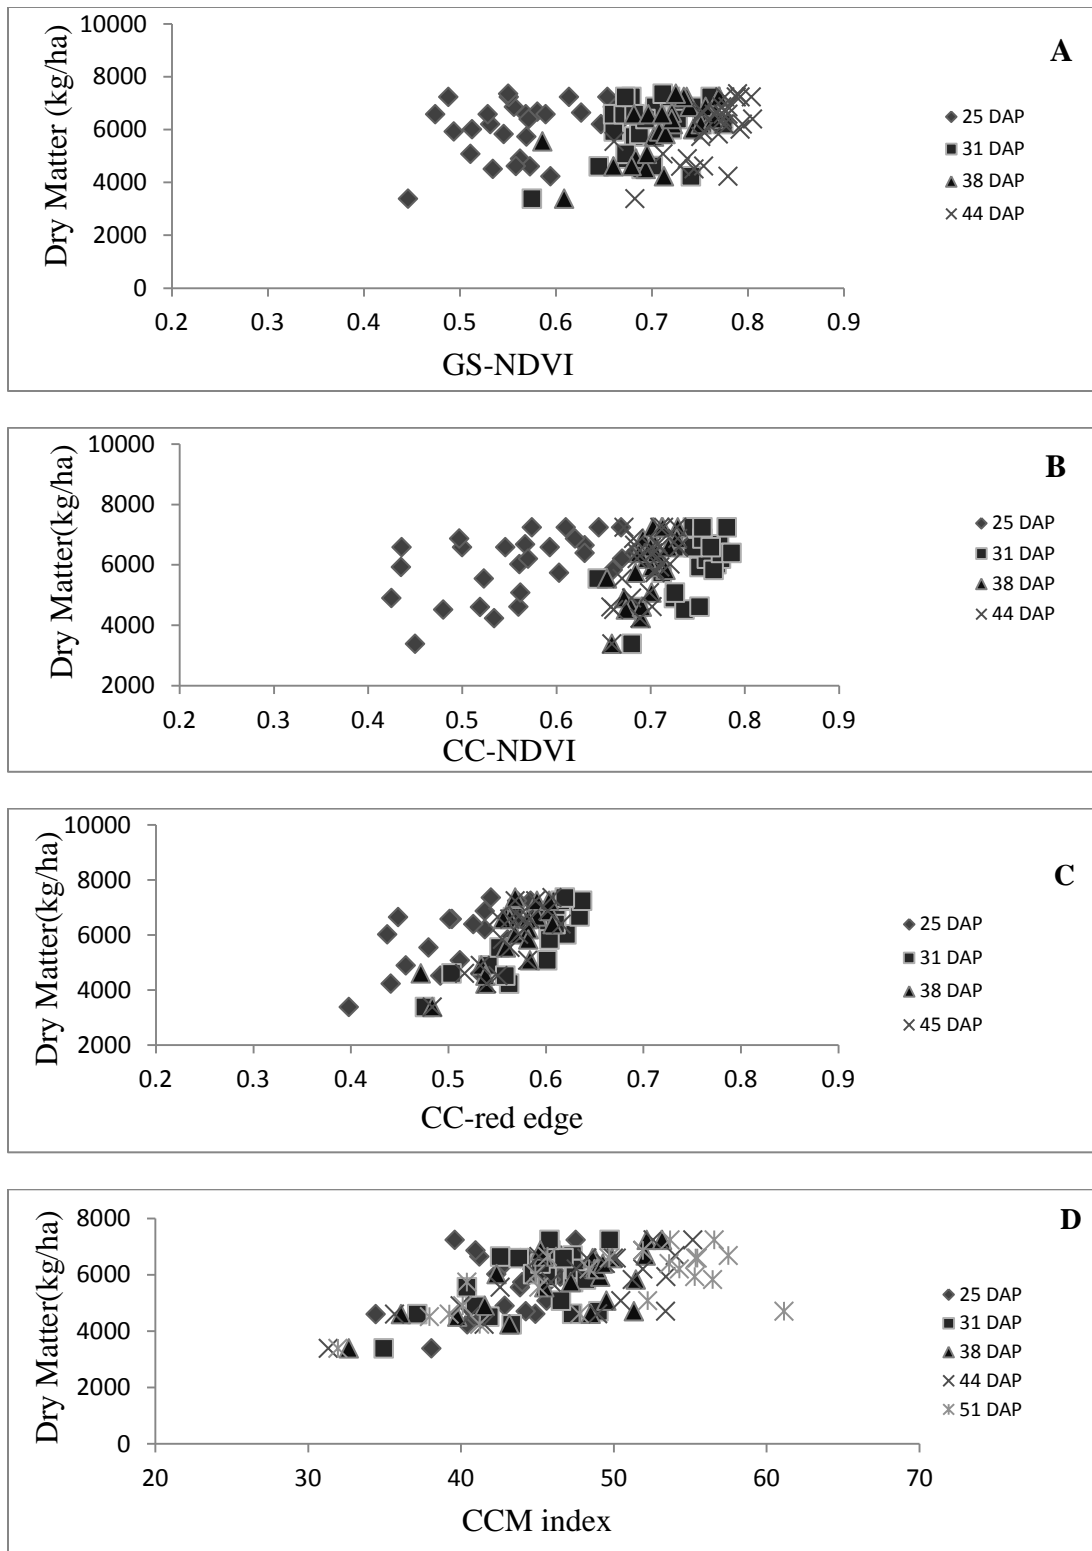 A
Dry Matter (kg/ha)
10000
8000
6000
4000
2000
0
0.2 0.3 0.4 0.5 0.6 0.7 0.8 0.9
GS-NDVI
25 DAP
31 DAP
38 DAP
44 DAP
B
Dry Matter(kg/ha)
10000
8000
6000
4000
2000
0.2 0.3 0.4 0.5 0.6 0.7 0.8 0.9
CC-NDVI
25 DAP
31 DAP
38 DAP
44 DAP
C
Dry Matter(kg/ha)
10000
8000
6000
4000
2000
0.2 0.3 0.4 0.5 0.6 0.7 0.8 0.9
CC-red edge
25 DAP
31 DAP
38 DAP
45 DAP
D
Dry Matter(kg/ha)
8000
6000
4000
2000
0
20 30 40 50 60 70
CCM index
25 DAP
31 DAP
38 DAP
44 DAP
51 DAP